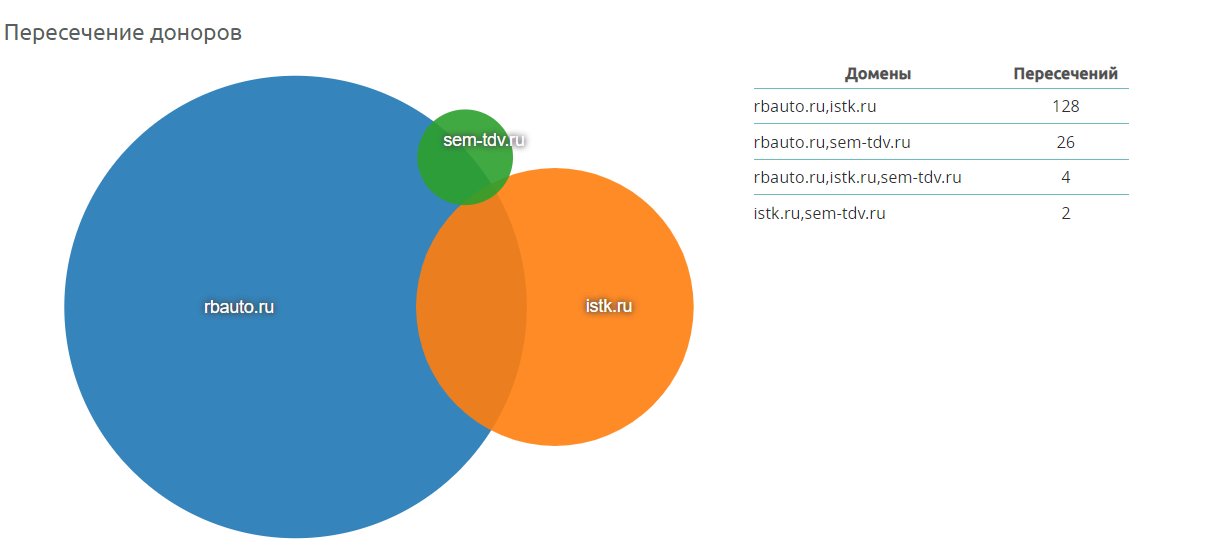 Пересечение доноров
sem-tdv.ru
rbauto.ru
istk.ru
Домены Пересечений
rbauto.ru,istk.ru 128
rbauto.ru,sem-tdv.ru 26
rbauto.ru,istk.ru,sem-tdv.ru 4
istk.ru,sem-tdv.ru 2